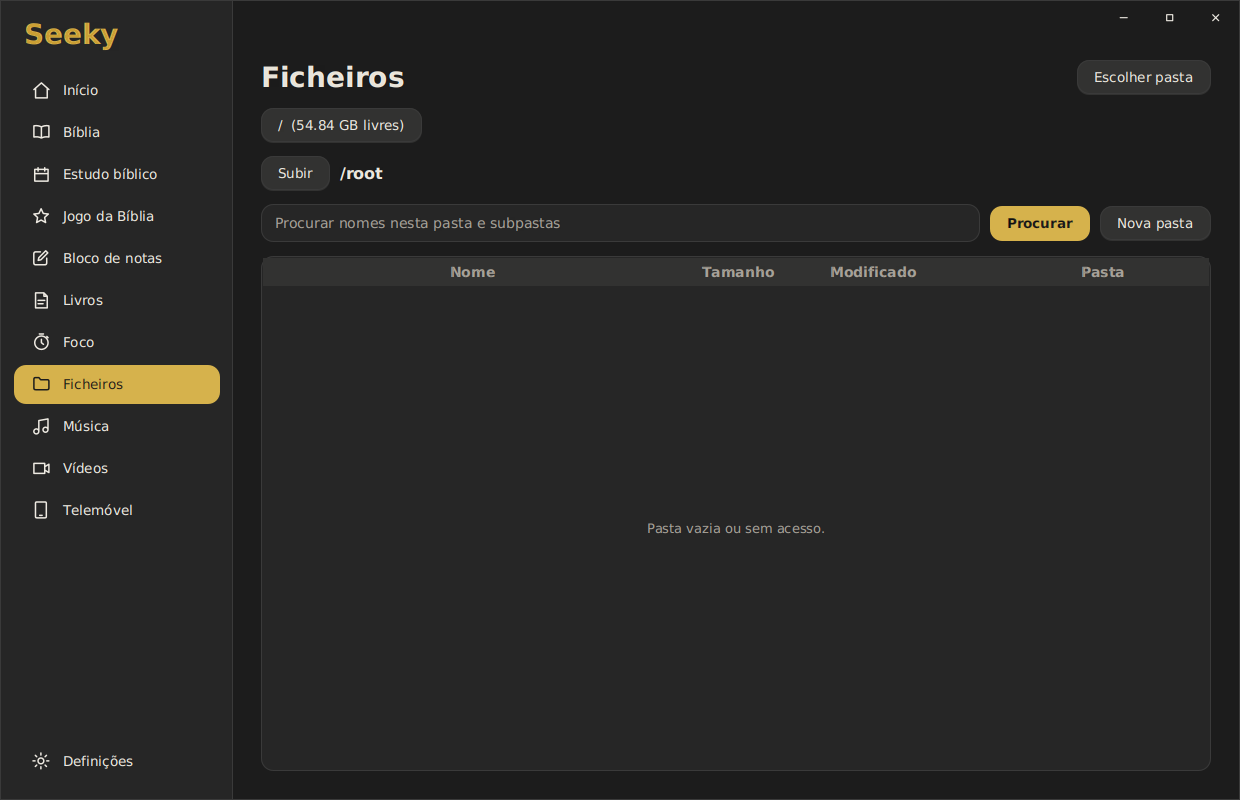 Seeky
Início
Bíblia
Estudo bíblico
Jogo da Bíblia
Bloco de notas
Livros
Foco
Ficheiros
Música
Vídeos
Telemóvel
Definições
Ficheiros
Escolher pasta
/ (54.84 GB livres)
Subir /root
Procurar nomes nesta pasta e subpastas Procurar Nova pasta
Nome Tamanho Modificado Pasta
Pasta vazia ou sem acesso.